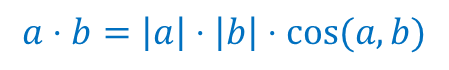 a · b = |a| · |b| · cos(a, b)